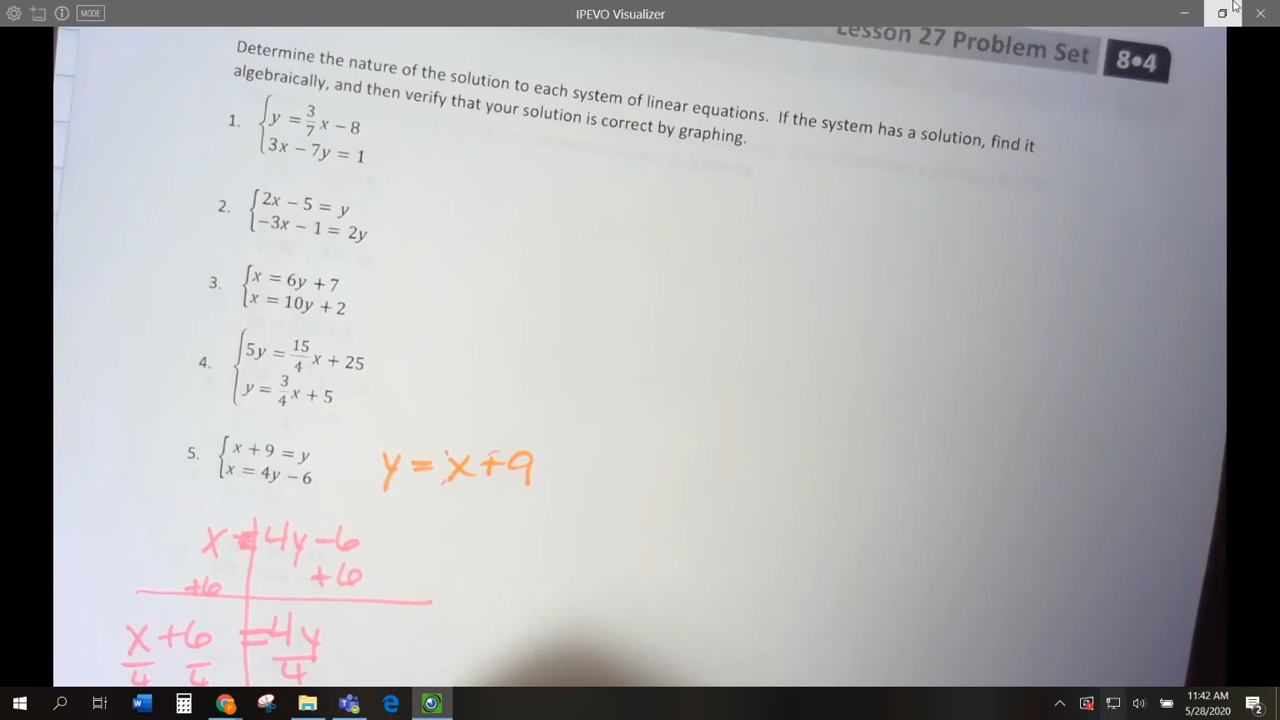 MODE
IPEVO Visualizer
Lesson 27 Problem Set
8•4
Determine the nature of the solution to each system of linear equations. If the system has a solution, find it
algebraically, and then verify that your solution is correct by graphing.
1. { y = 3/7 x − 8
3x − 7y = 1
2. { 2x − 5 = y
−3x − 1 = 2y
3. { x = 6y + 7
x = 10y + 2
4. { 5y = 15/4 x + 25
y = 3/4 x + 5
5. { x + 9 = y
x = 4y − 6
y = x + 9
x = 4y − 6
+6 +6
x + 6 = 4y
4 4 4
11:42 AM
5/28/2020
2